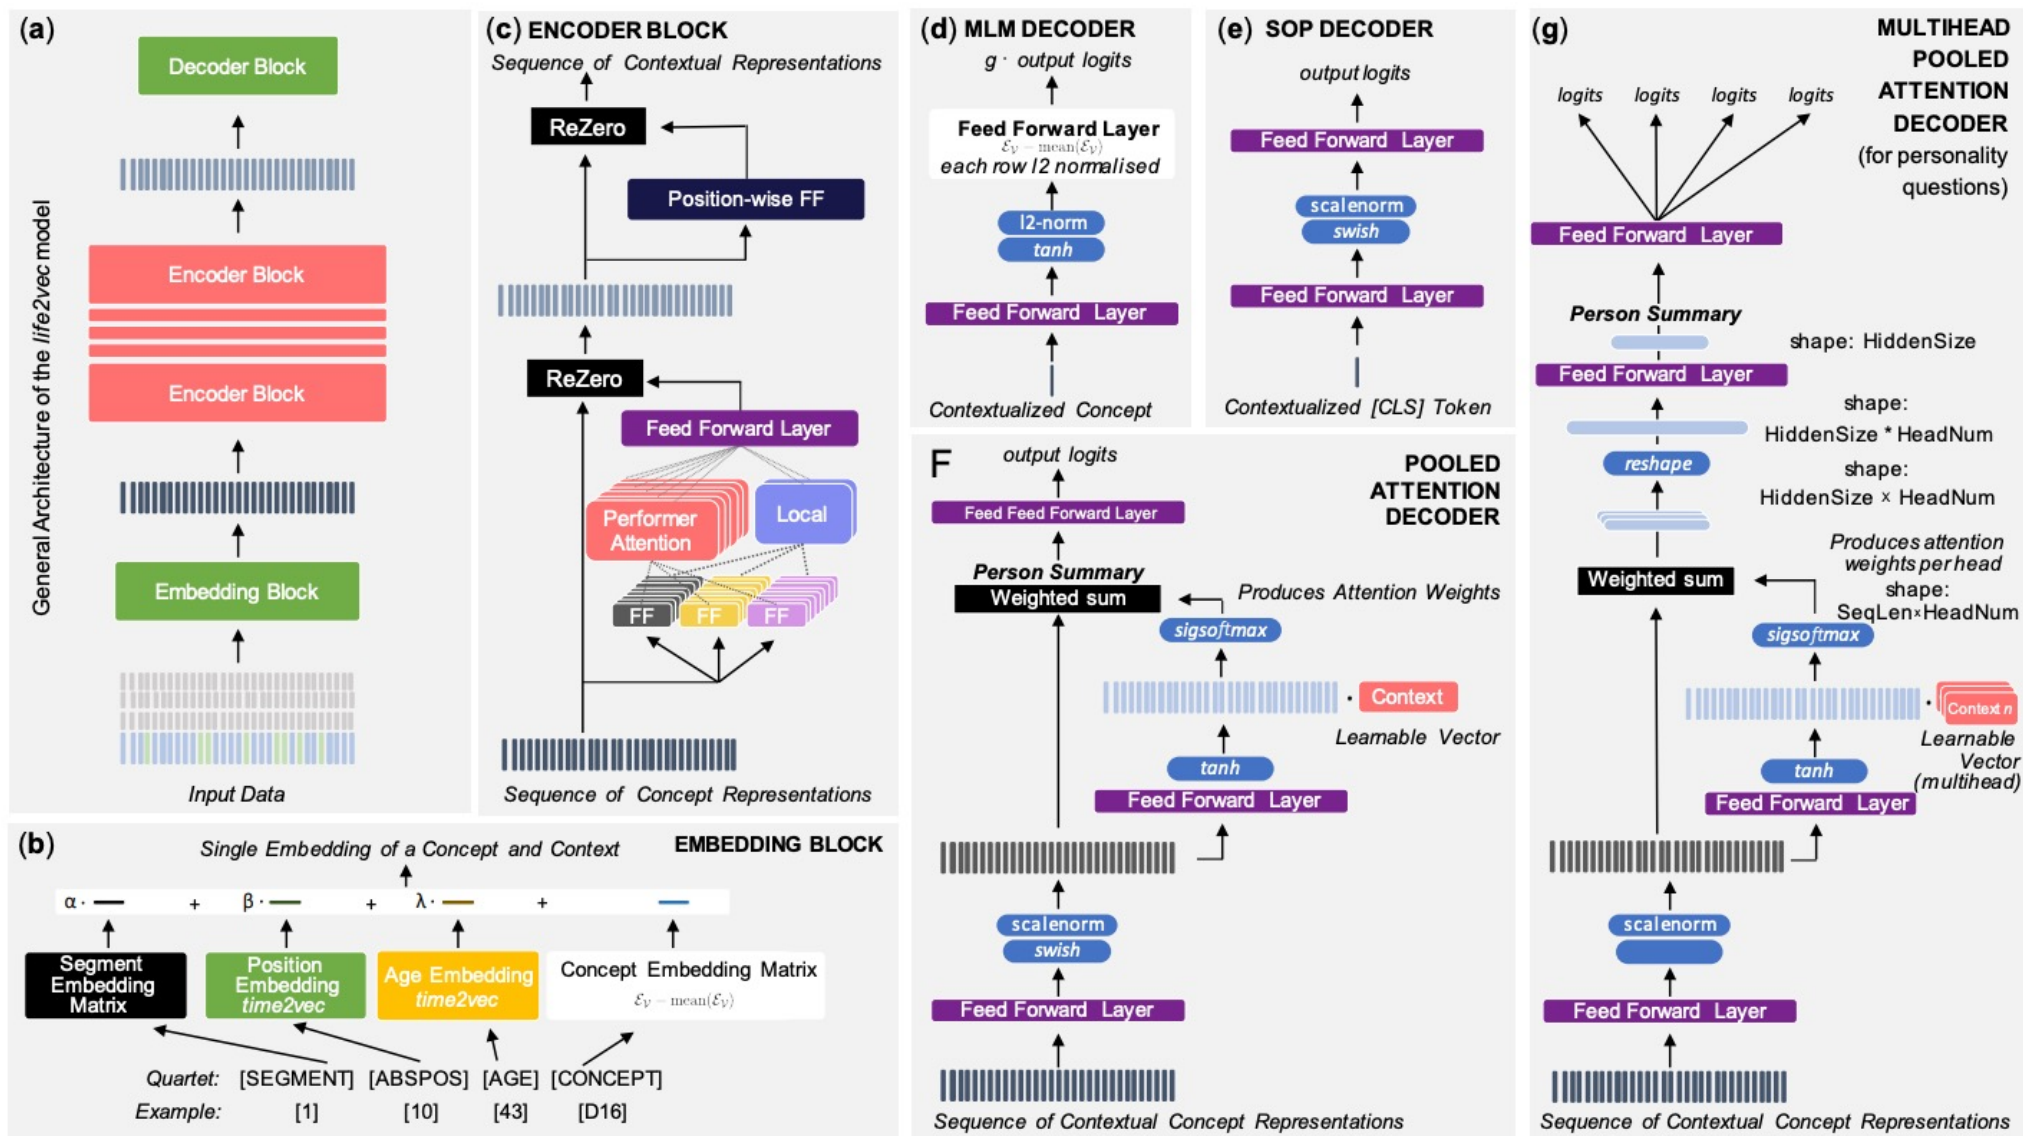 (a)
General Architecture of the life2vec model
Decoder Block
Encoder Block
Encoder Block
Embedding Block
Input Data
(b)
EMBEDDING BLOCK
Single Embedding of a Concept and Context
α · + β · + λ · +
Segment
Embedding
Matrix
Position
Embedding
time2vec
Age Embedding
time2vec
Concept Embedding Matrix
ℰ𝒱 − mean(ℰ𝒱)
Quartet: [SEGMENT] [ABSPOS] [AGE] [CONCEPT]
Example: [1] [10] [43] [D16]
(c) ENCODER BLOCK
Sequence of Contextual Representations
ReZero
Position-wise FF
ReZero
Feed Forward Layer
Performer
Attention
Local
FF FF FF
Sequence of Concept Representations
(d) MLM DECODER
g · output logits
Feed Forward Layer
ℰ𝒱 − mean(ℰ𝒱)
each row l2 normalised
l2-norm
tanh
Feed Forward Layer
Contextualized Concept
(e) SOP DECODER
output logits
Feed Forward Layer
scalenorm
swish
Feed Forward Layer
Contextualized [CLS] Token
F
POOLED
ATTENTION
DECODER
output logits
Feed Feed Forward Layer
Person Summary
Weighted sum
Produces Attention Weights
sigsoftmax
· Context
Learnable Vector
tanh
Feed Forward Layer
scalenorm
swish
Feed Forward Layer
Sequence of Contextual Concept Representations
(g)
MULTIHEAD
POOLED
ATTENTION
DECODER
(for personality
questions)
logits logits logits logits
Feed Forward Layer
Person Summary
shape: HiddenSize
Feed Forward Layer
shape:
HiddenSize * HeadNum
reshape
shape:
HiddenSize x HeadNum
Produces attention
weights per head
shape:
SeqLen×HeadNum
Weighted sum
sigsoftmax
· Context n
Learnable
Vector
(multihead)
tanh
Feed Forward Layer
scalenorm
Feed Forward Layer
Sequence of Contextual Concept Representations